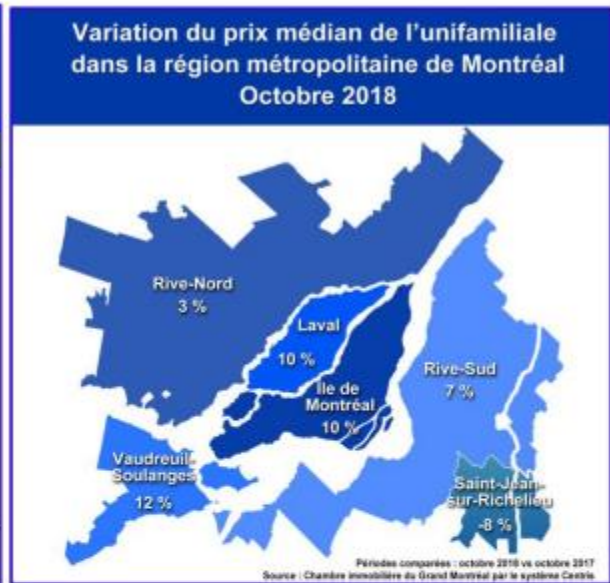 Variation du prix médian de l'unifamiliale
dans la région métropolitaine de Montréal
Octobre 2018
Rive-Nord
3 %
Laval
10 %
Île de
Montréal
10 %
Rive-Sud
7 %
Vaudreuil-
Soulanges
12 %
Saint-Jean-
sur-Richelieu
-8 %
Périodes comparées : octobre 2018 vs octobre 2017
Source : Chambre immobilière du Grand Montréal par le système Centris